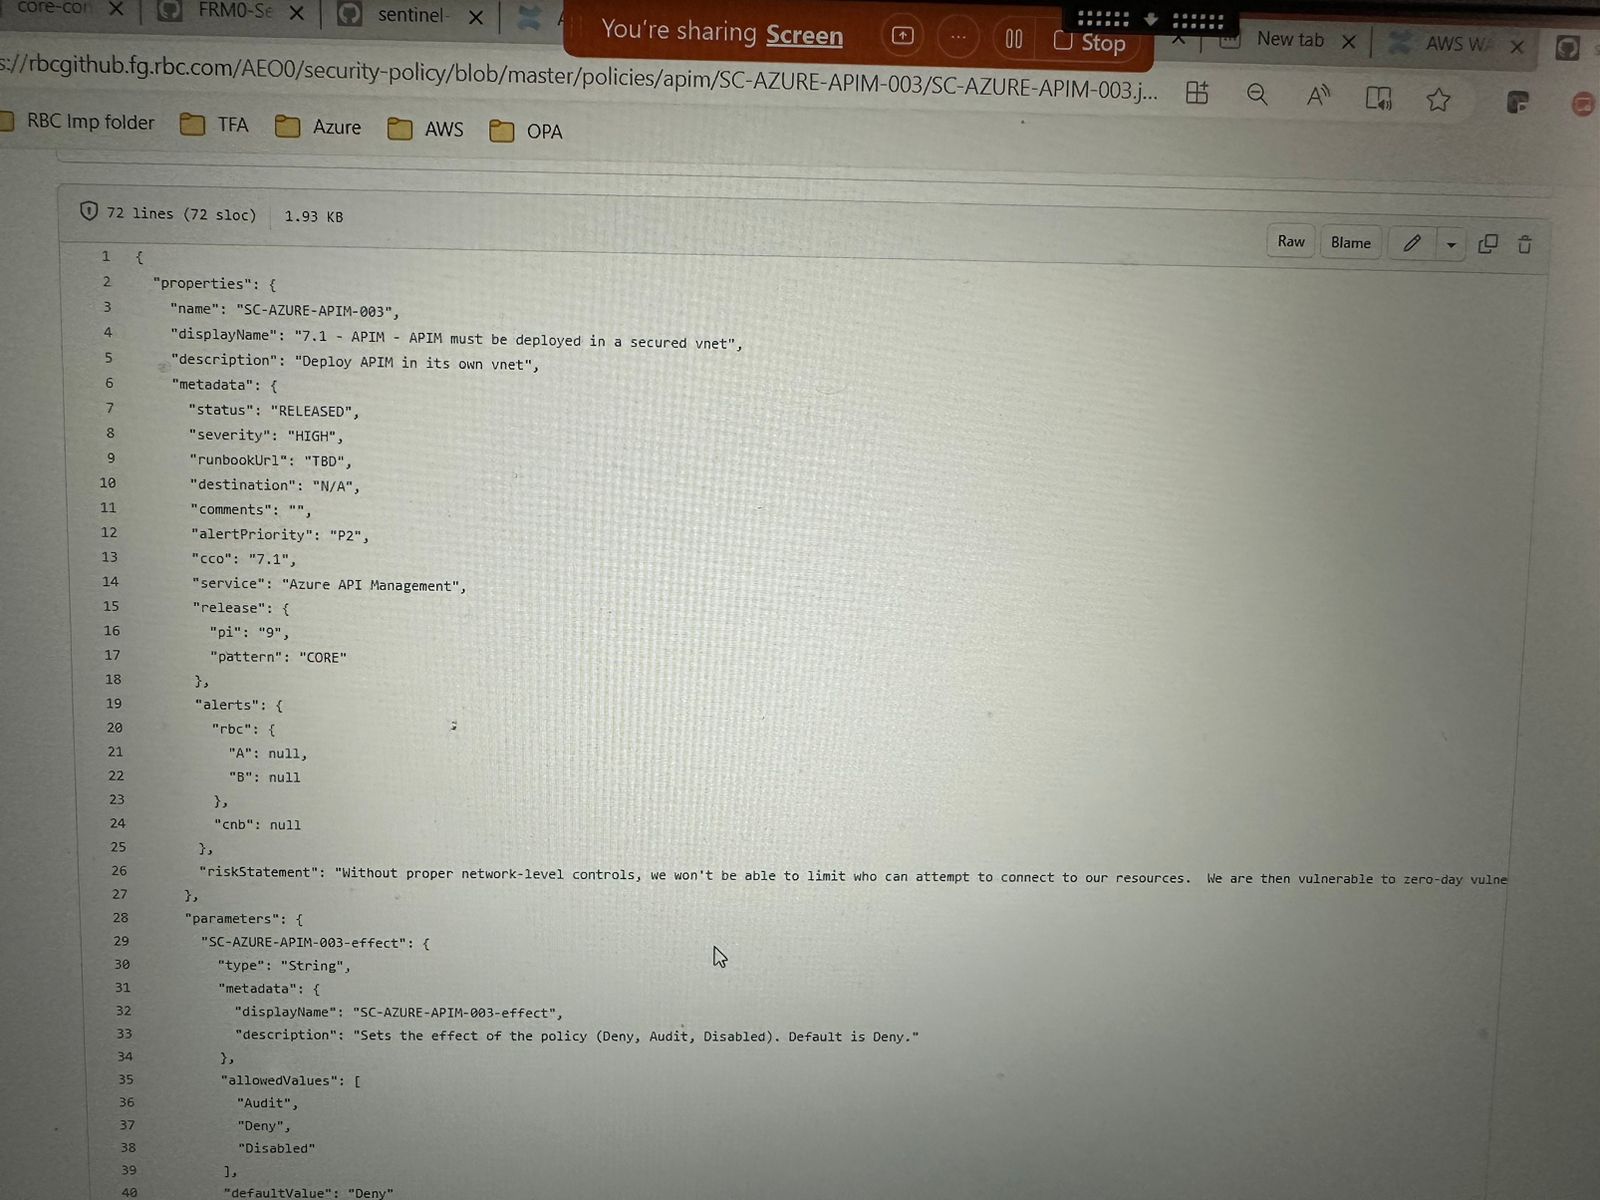 core-con
FRM0-Se
sentinel-
You're sharing Screen
Stop
New tab
AWS WA
s://rbcgithub.fg.rbc.com/AEO0/security-policy/blob/master/policies/apim/SC-AZURE-APIM-003/SC-AZURE-APIM-003.j...
RBC Imp folder
TFA
Azure
AWS
OPA
72 lines (72 sloc) 1.93 KB
Raw
Blame
1 {
2 "properties": {
3 "name": "SC-AZURE-APIM-003",
4 "displayName": "7.1 - APIM - APIM must be deployed in a secured vnet",
5 "description": "Deploy APIM in its own vnet",
6 "metadata": {
7 "status": "RELEASED",
8 "severity": "HIGH",
9 "runbookUrl": "TBD",
10 "destination": "N/A",
11 "comments": "",
12 "alertPriority": "P2",
13 "cco": "7.1",
14 "service": "Azure API Management",
15 "release": {
16 "pi": "9",
17 "pattern": "CORE"
18 },
19 "alerts": {
20 "rbc": {
21 "A": null,
22 "B": null
23 },
24 "cnb": null
25 },
26 "riskStatement": "Without proper network-level controls, we won't be able to limit who can attempt to connect to our resources.  We are then vulnerable to zero-day vulne
27 },
28 "parameters": {
29 "SC-AZURE-APIM-003-effect": {
30 "type": "String",
31 "metadata": {
32 "displayName": "SC-AZURE-APIM-003-effect",
33 "description": "Sets the effect of the policy (Deny, Audit, Disabled). Default is Deny."
34 },
35 "allowedValues": [
36 "Audit",
37 "Deny",
38 "Disabled"
39 ],
40 "defaultValue": "Deny"